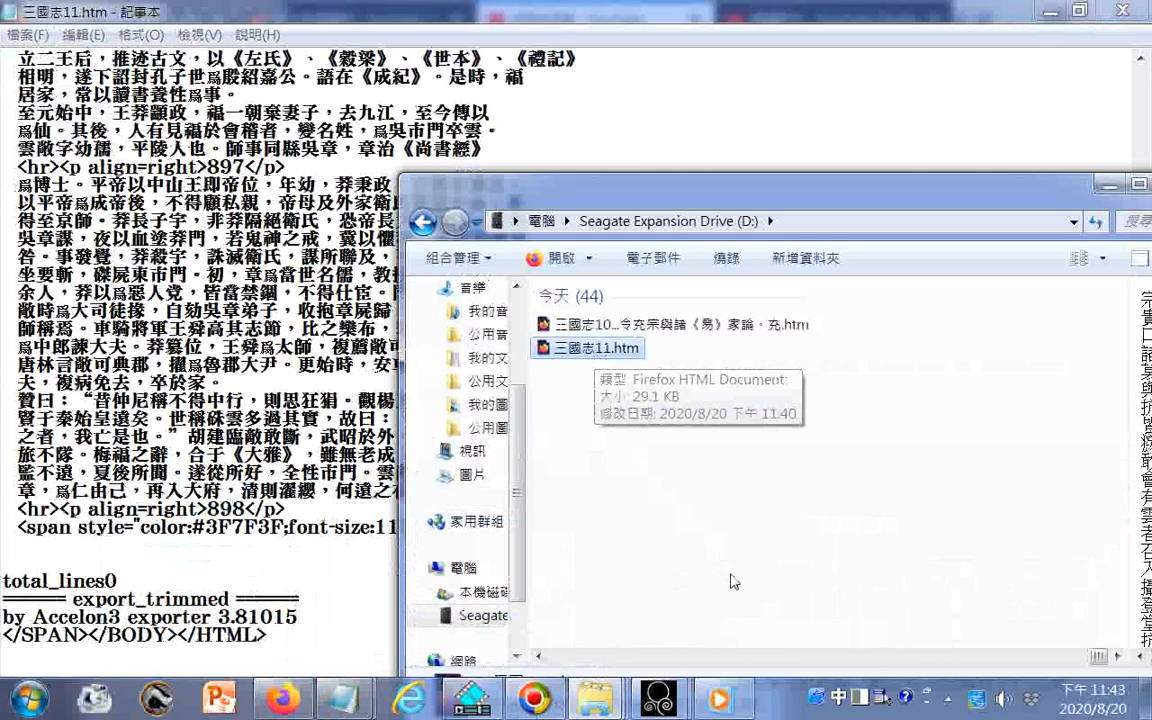 三國志11.htm - 記事本
檔案(F) 編輯(E) 格式(O) 檢視(V) 說明(H)
立二王后，推迹古文，以《左氏》、《穀梁》、《世本》、《禮記》
相明，遂下詔封孔子世爲殷紹嘉公。語在《成紀》。是時，福
居家，常以讀書養性爲事。
至元始中，王莽顓政，福一朝棄妻子，去九江，至今傳以
爲仙。其後，人有見福於會稽者，變名姓，爲吳市門卒雲。
雲敞字幼孺，平陵人也。師事同縣吳章，章治《尚書經》
<hr><p align=right>897</p>
爲博士。平帝以中山王即帝位，年幼，莽秉政
以平帝爲成帝後，不得顧私親，帝母及外家衛
得至京師。莽長子宇，非莽隔絕衛氏，恐帝長
吳章謀，夜以血塗莽門，若鬼神之戒，冀以懼
咎。事發覺，莽殺宇，誅滅衛氏，謀所聯及，
坐要斬，磔屍東市門。初，章爲當世名儒，教
余人，莽以爲惡人党，皆當禁錮，不得仕宦。
敞時爲大司徒掾，自劾吳章弟子，收抱章屍歸
師稱焉。車騎將軍王舜高其志節，比之欒布，
爲中郎諫大夫。莽篡位，王舜爲太師，複薦敞可
唐林言敞可典郡，擢爲魯郡大尹。更始時，安
夫，複病免去，卒於家。
贊曰：“昔仲尼稱不得中行，則思狂狷。觀楊
賢于秦始皇遠矣。世稱硃雲多過其實，故曰：
之者，我亡是也。”胡建臨敵敢斷，武昭於外
旅不隊。梅福之辭，合于《大雅》，雖無老成
監不遠，夏後所聞。遂從所好，全性市門。雲
章，爲仁由己，再入大府，清則濯纓，何遠之
<hr><p align=right>898</p>
<span style="color:#3F7F3F;font-size:11
total_lines0
====== export_trimmed ======
by Accelon3 exporter 3.81015
</SPAN></BODY></HTML>
電腦 Seagate Expansion Drive (D:)
搜尋
組合管理 開啟 電子郵件 燒錄 新增資料夾
音樂
我的音
公用音
我的文
公用文
我的圖
公用圖
視訊
圖片
家用群組
電腦
本機磁碟
Seagate
網路
今天 (44)
三國志10...令充宗與諸《易》家論。充.htm
三國志11.htm
類型: Firefox HTML Document
大小: 29.1 KB
修改日期: 2020/8/20 下午 11:40
中
下午 11:43
2020/8/20